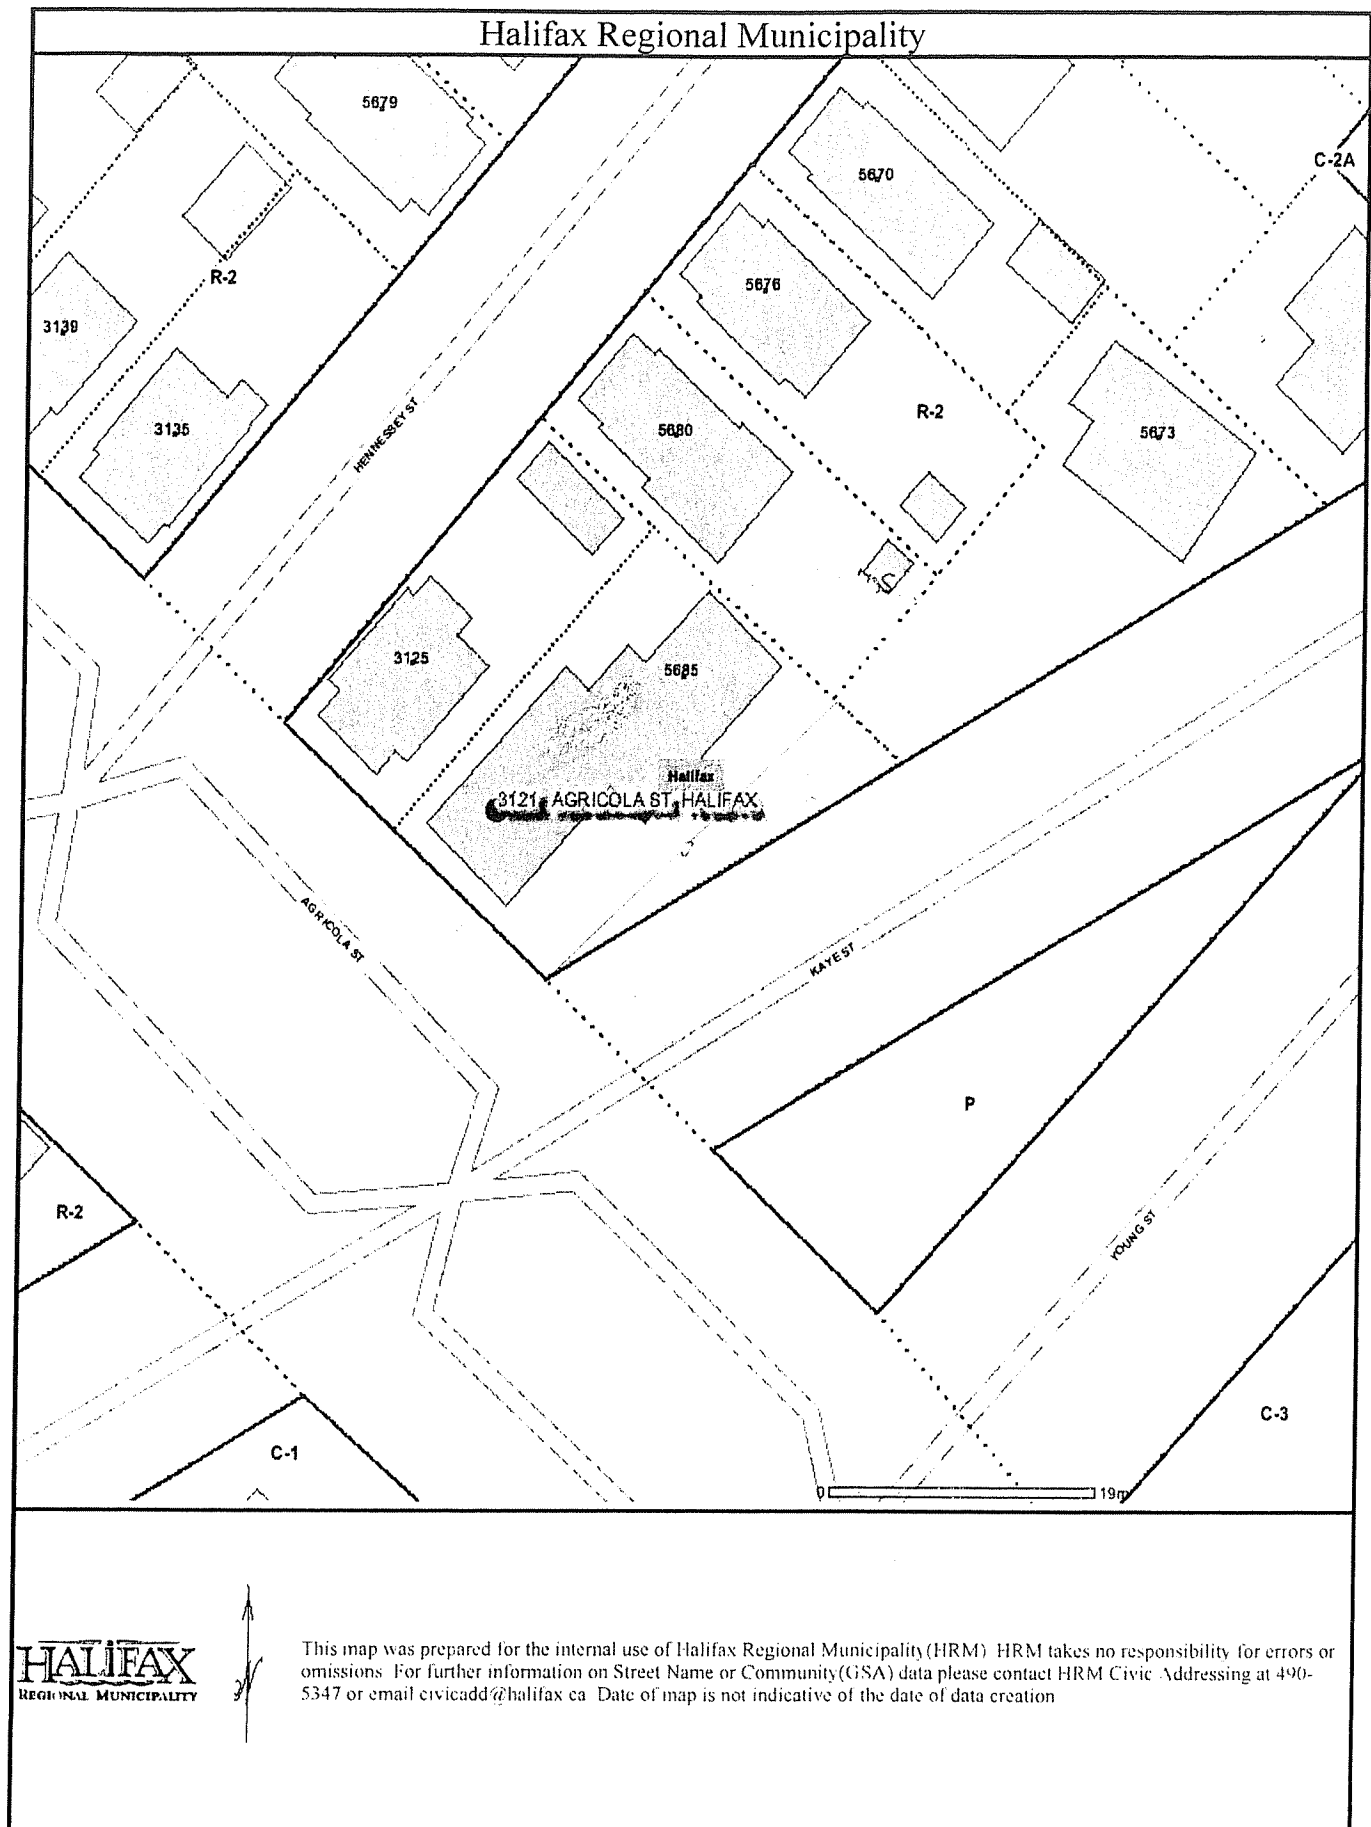 Halifax Regional Municipality
5679
5670
C-2A
R-2
5676
3139
3135
5680
R-2
5673
HENNESSEY ST
3125
5685
Halifax
3121 AGRICOLA ST, HALIFAX
AGRICOLA ST
KAYE ST
P
R-2
YOUNG ST
C-3
C-1
0 19m
HALIFAX
REGIONAL MUNICIPALITY
This map was prepared for the internal use of Halifax Regional Municipality (HRM) HRM takes no responsibility for errors or
omissions For further information on Street Name or Community(GSA) data please contact HRM Civic Addressing at 490-
5347 or email civicadd@halifax ca Date of map is not indicative of the date of data creation